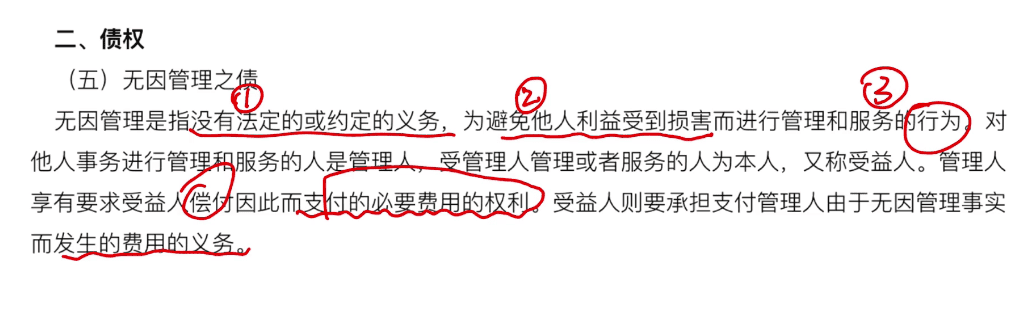 二、债权
（五）无因管理之债
① ② ③
无因管理是指没有法定的或约定的义务，为避免他人利益受到损害而进行管理和服务的行为。对
他人事务进行管理和服务的人是管理人，受管理人管理或者服务的人为本人，又称受益人。管理人
享有要求受益人偿付因此而支付的必要费用的权利。受益人则要承担支付管理人由于无因管理事实
而发生的费用的义务。